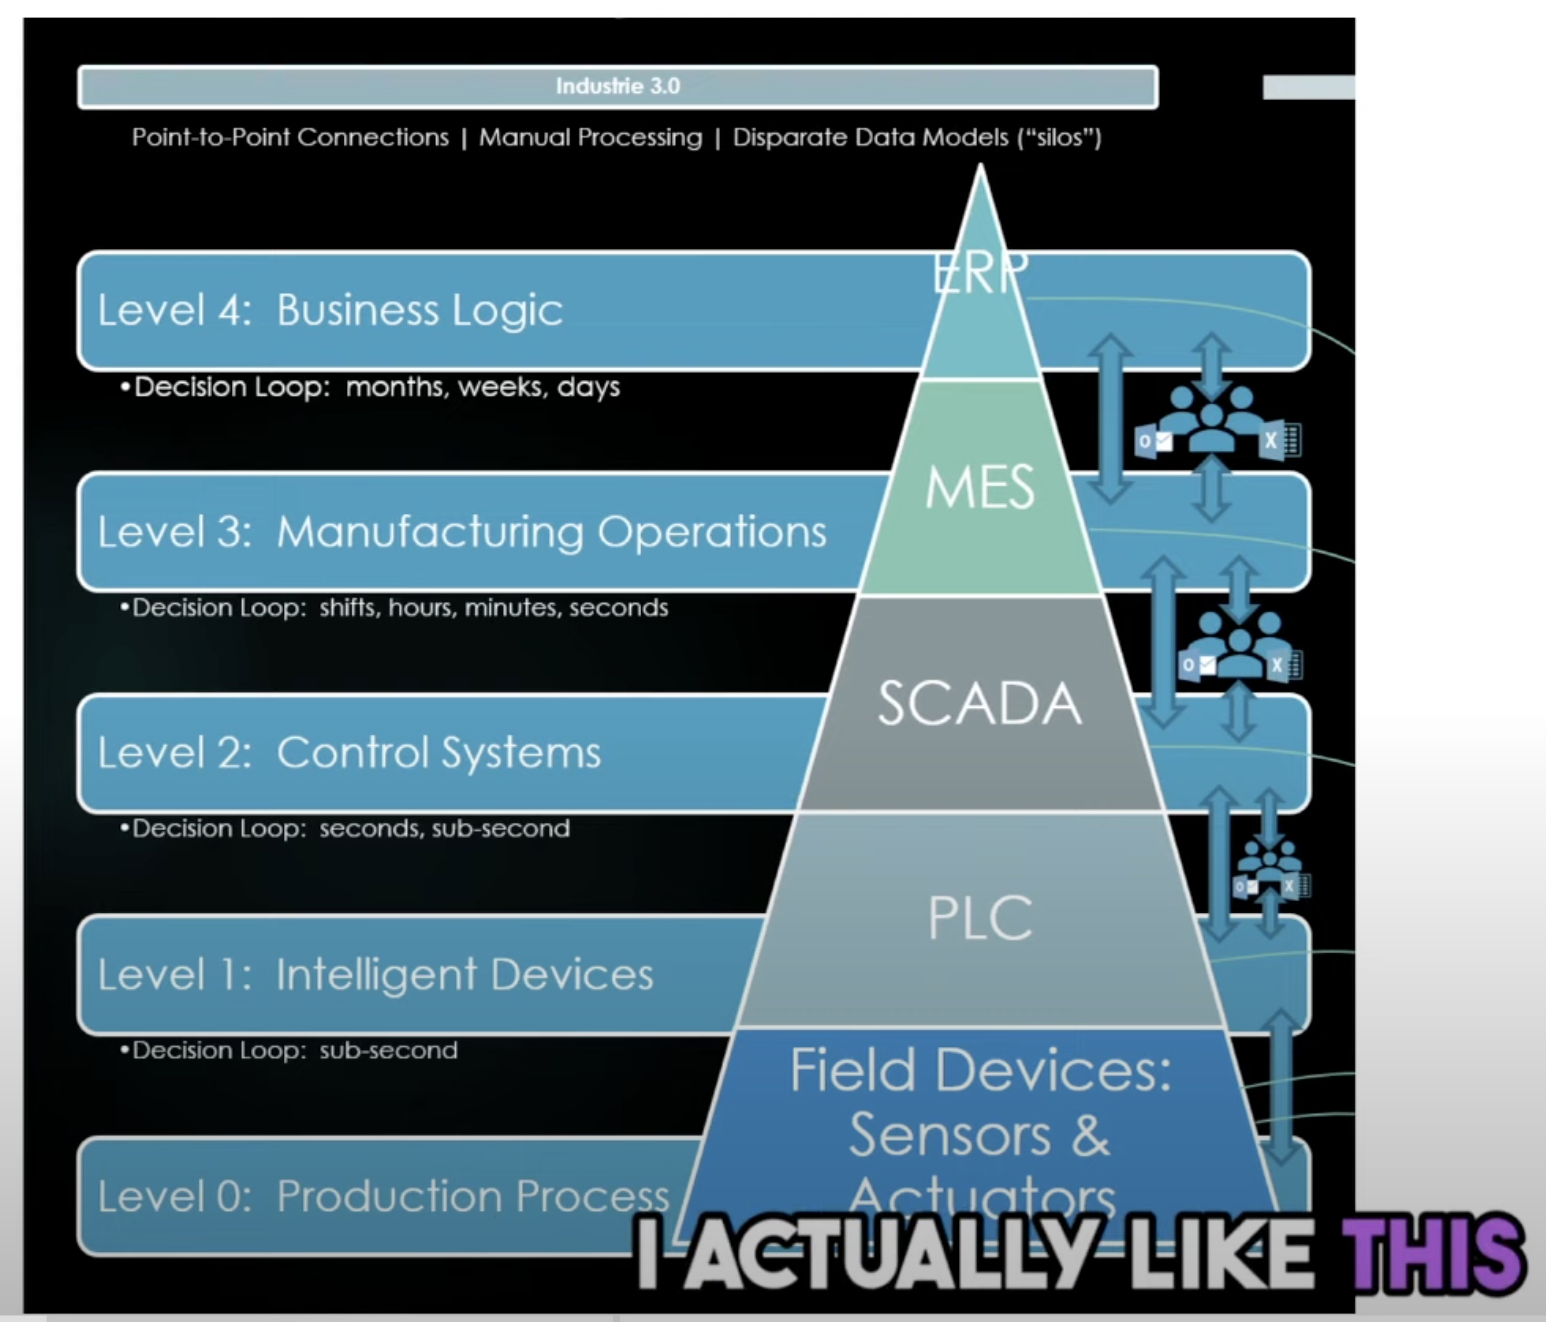 Industrie 3.0
Point-to-Point Connections | Manual Processing | Disparate Data Models (“silos”)
ERP
Level 4: Business Logic
•Decision Loop: months, weeks, days
O
X
MES
Level 3: Manufacturing Operations
•Decision Loop: shifts, hours, minutes, seconds
O
X
SCADA
Level 2: Control Systems
•Decision Loop: seconds, sub-second
O
X
PLC
Level 1: Intelligent Devices
•Decision Loop: sub-second
Field Devices:
Sensors &
Actuators
Level 0: Production Process
I ACTUALLY LIKE THIS